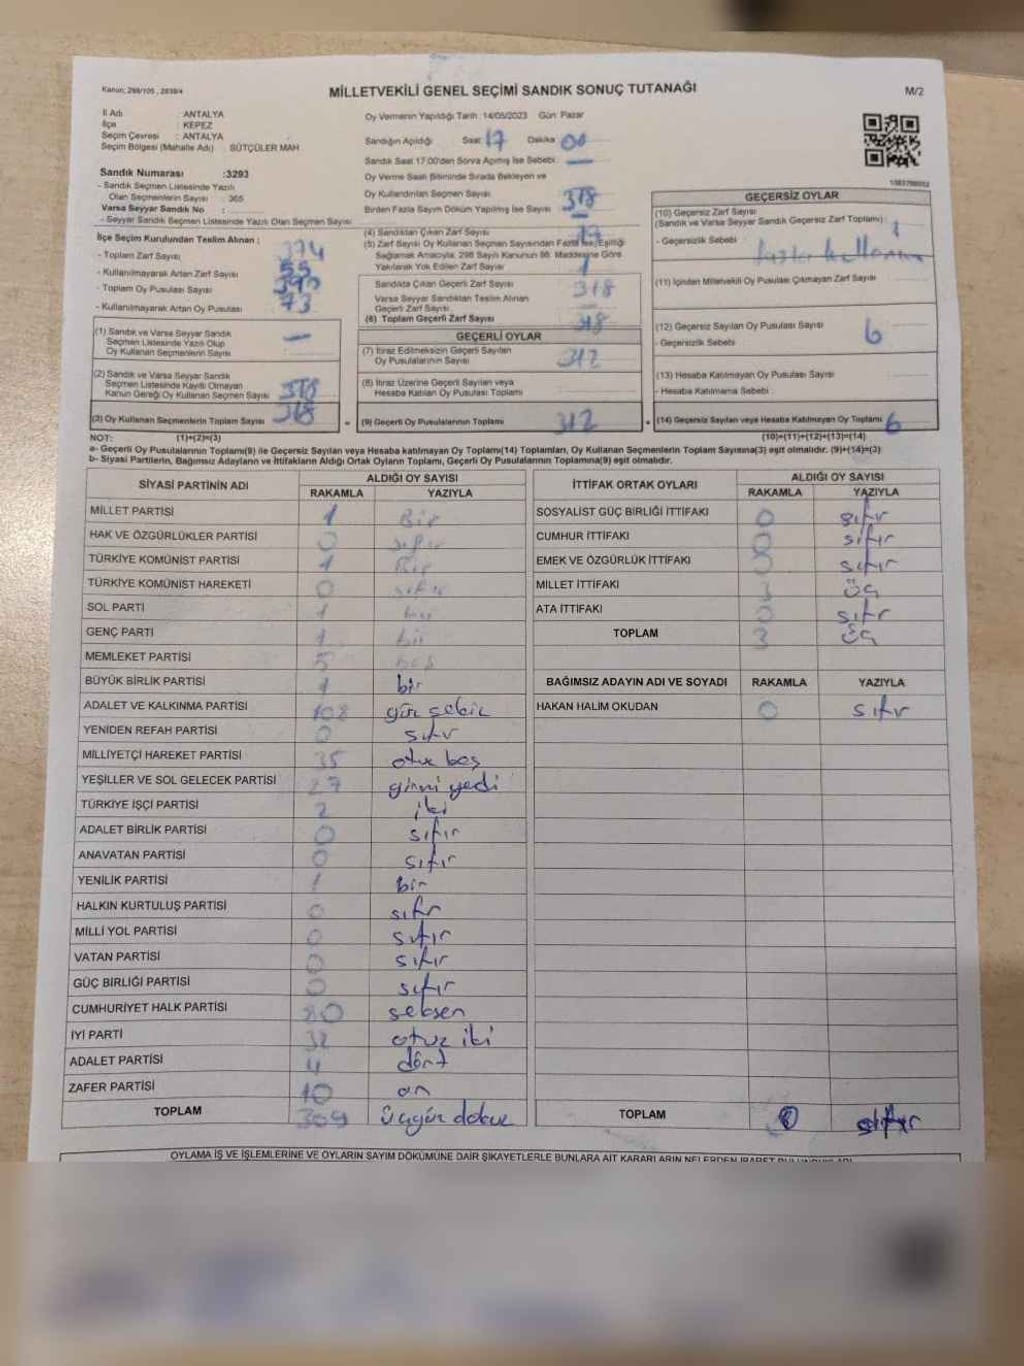 Kanun; 298/105 , 2839/4
MİLLETVEKİLİ GENEL SEÇİMİ SANDIK SONUÇ TUTANAĞI
M/2
İl Adı : ANTALYA
İlçe : KEPEZ
Seçim Çevresi : ANTALYA
Seçim Bölgesi (Mahalle Adı) : SÜTÇÜLER MAH
Sandık Numarası :3293
- Sandık Seçmen Listesinde Yazılı
Olan Seçmenlerin Sayısı : 365
Varsa Seyyar Sandık No :
- Seyyar Sandık Seçmen Listesinde Yazılı Olan Seçmen Sayısı :
İlçe Seçim Kurulundan Teslim Alınan :
- Toplam Zarf Sayısı 374
- Kullanılmayarak Artan Zarf Sayısı 55
- Toplam Oy Pusulası Sayısı
- Kullanılmayarak Artan Oy Pusulası 73
(1) Sandık ve Varsa Seyyar Sandık
Seçmen Listesinde Yazılı Olup
Oy Kullanan Seçmenlerin Sayısı —
(2) Sandık ve Varsa Seyyar Sandık
Seçmen Listesinde Kayıtlı Olmayan
Kanun Gereği Oy Kullanan Seçmen Sayısı 318
(3) Oy Kullanan Seçmenlerin Toplam Sayısı 318
Oy Vermenin Yapıldığı Tarih :14/05/2023 Gün: Pazar
Sandığın Açıldığı Saat 17 Dakika 00
Sandık Saat 17:00'den Sonra Açılmış İse Sebebi: —
Oy Verme Saati Bitiminde Sırada Bekleyen ve
Oy Kullandırılan Seçmen Sayısı
Birden Fazla Sayım Döküm Yapılmış İse Sayısı 318
(4) Sandıktan Çıkan Zarf Sayısı
(5) Zarf Sayısı Oy Kullanan Seçmen Sayısından Fazla İse, Eşitliği
Sağlamak Amacıyla, 298 Sayılı Kanunun 98. Maddesine Göre
Yakılarak Yok Edilen Zarf Sayısı 1
Sandıkta Çıkan Geçerli Zarf Sayısı 318
Varsa Seyyar Sandıktan Teslim Alınan
Geçerli Zarf Sayısı
(6) Toplam Geçerli Zarf Sayısı 318
GEÇERLİ OYLAR
(7) İtiraz Edilmeksizin Geçerli Sayılan
Oy Pusulalarının Sayısı 312
(8) İtiraz Üzerine Geçerli Sayılan veya
Hesaba Katılan Oy Pusulası Toplamı
= (9) Geçerli Oy Pusulalarının Toplamı 312
1083798002
GEÇERSİZ OYLAR
(10) Geçersiz Zarf Sayısı
(Sandık ve Varsa Seyyar Sandık Geçersiz Zarf Toplamı) 1
- Geçersizlik Sebebi : fazla kullanım
(11) İçinden Milletvekili Oy Pusulası Çıkmayan Zarf Sayısı
(12) Geçersiz Sayılan Oy Pusulası Sayısı 6
- Geçersizlik Sebebi :
(13) Hesaba Katılmayan Oy Pusulası Sayısı
- Hesaba Katılmama Sebebi :
+ (14) Geçersiz Sayılan veya Hesaba Katılmayan Oy Toplamı 6
NOT: (1)+(2)=(3)
(10)+(11)+(12)+(13)=(14)
a- Geçerli Oy Pusulalarının Toplamı(9) ile Geçersiz Sayılan veya Hesaba katılmayan Oy Toplamı(14) Toplamları, Oy Kullanan Seçmenlerin Toplam Sayısına(3) eşit olmalıdır. (9)+(14)=(3)
b- Siyasi Partilerin, Bağımsız Adayların ve İttifakların Aldığı Ortak Oyların Toplamı, Geçerli Oy Pusulalarının Toplamına(9) eşit olmalıdır.
SİYASİ PARTİNİN ADI ALDIĞI OY SAYISI
RAKAMLA YAZIYLA
MİLLET PARTİSİ 1 Bir
HAK VE ÖZGÜRLÜKLER PARTİSİ 0 sıfır
TÜRKİYE KOMÜNİST PARTİSİ 1 Bir
TÜRKİYE KOMÜNİST HAREKETİ 0 sıfır
SOL PARTİ 1 bir
GENÇ PARTİ 1 bir
MEMLEKET PARTİSİ 5 beş
BÜYÜK BİRLİK PARTİSİ 1 bir
ADALET VE KALKINMA PARTİSİ 108 yüz sekiz
YENİDEN REFAH PARTİSİ 0 sıfır
MİLLİYETÇİ HAREKET PARTİSİ 35 otuz beş
YEŞİLLER VE SOL GELECEK PARTİSİ 27 yirmi yedi
TÜRKİYE İŞÇİ PARTİSİ 2 iki
ADALET BİRLİK PARTİSİ 0 sıfır
ANAVATAN PARTİSİ 0 sıfır
YENİLİK PARTİSİ 1 bir
HALKIN KURTULUŞ PARTİSİ 0 sıfır
MİLLİ YOL PARTİSİ 0 sıfır
VATAN PARTİSİ 0 sıfır
GÜÇ BİRLİĞİ PARTİSİ 0 sıfır
CUMHURİYET HALK PARTİSİ 80 seksen
İYİ PARTİ 32 otuz iki
ADALET PARTİSİ 4 dört
ZAFER PARTİSİ 10 on
TOPLAM 309 üçyüz dokuz
İTTİFAK ORTAK OYLARI ALDIĞI OY SAYISI
RAKAMLA YAZIYLA
SOSYALİST GÜÇ BİRLİĞİ İTTİFAKI 0 sıfır
CUMHUR İTTİFAKI 0 sıfır
EMEK VE ÖZGÜRLÜK İTTİFAKI 0 sıfır
MİLLET İTTİFAKI 3 üç
ATA İTTİFAKI 0 sıfır
TOPLAM 3 üç
BAĞIMSIZ ADAYIN ADI VE SOYADI RAKAMLA YAZIYLA
HAKAN HALİM OKUDAN 0 sıfır
TOPLAM 0 sıfır
OYLAMA İŞ VE İŞLEMLERİNE VE OYLARIN SAYIM DÖKÜMÜNE DAİR ŞİKAYETLERLE BUNLARA AİT KARARLARIN NELERDEN İBARET BULUNDUĞU ADI